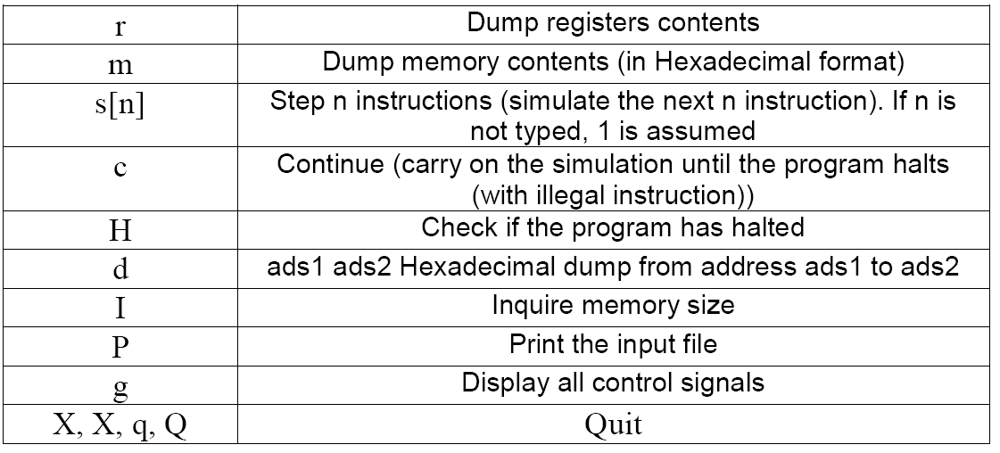 r Dump registers contents
m Dump memory contents (in Hexadecimal format)
s[n] Step n instructions (simulate the next n instruction). If n is
not typed, 1 is assumed
c Continue (carry on the simulation until the program halts
(with illegal instruction))
H Check if the program has halted
d ads1 ads2 Hexadecimal dump from address ads1 to ads2
I Inquire memory size
P Print the input file
g Display all control signals
X, X, q, Q Quit